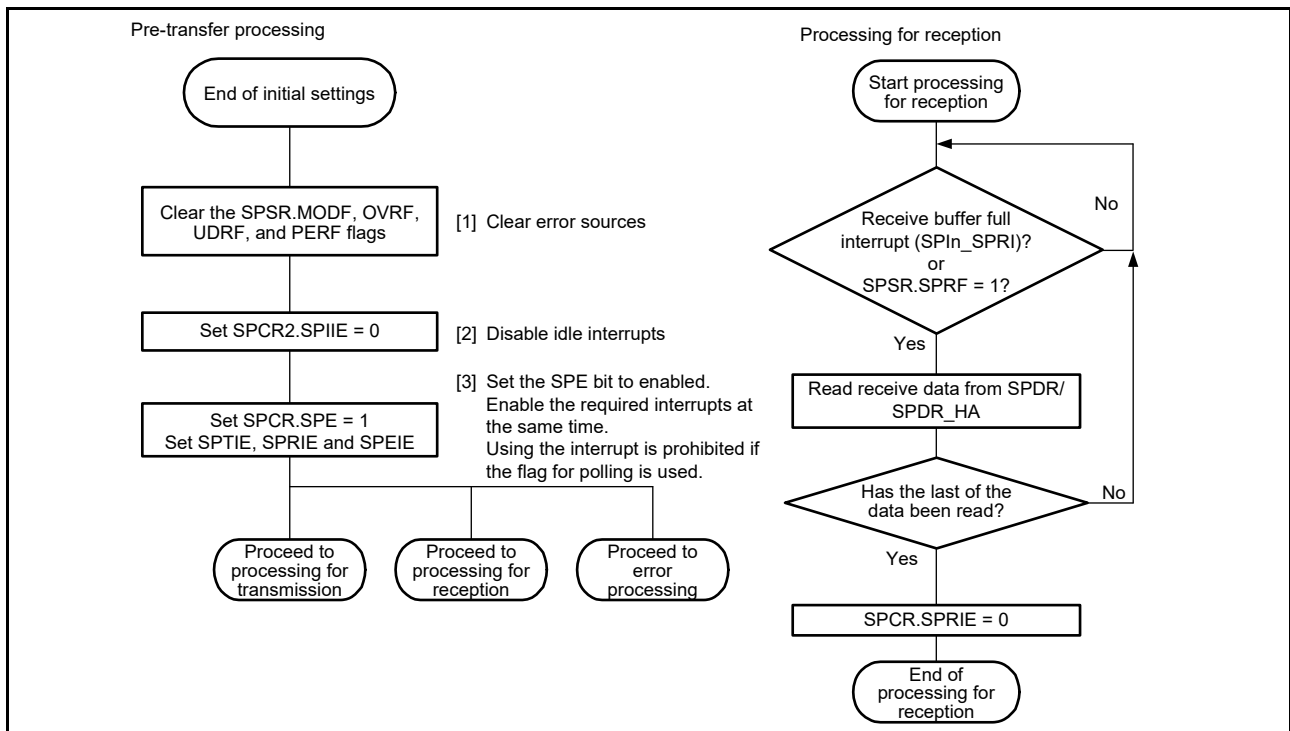 Pre-transfer processing
End of initial settings
Clear the SPSR.MODF, OVRF,
UDRF, and PERF flags
[1] Clear error sources
Set SPCR2.SPIIE = 0
[2] Disable idle interrupts
Set SPCR.SPE = 1
Set SPTIE, SPRIE and SPEIE
[3] Set the SPE bit to enabled.
Enable the required interrupts at
the same time.
Using the interrupt is prohibited if
the flag for polling is used.
Proceed to
processing for
transmission
Proceed to
processing for
reception
Proceed to
error
processing
Processing for reception
Start processing
for reception
Receive buffer full
interrupt (SPIn_SPRI)?
or
SPSR.SPRF = 1?
No
Yes
Read receive data from SPDR/
SPDR_HA
Has the last of the
data been read?
No
Yes
SPCR.SPRIE = 0
End of
processing for
reception